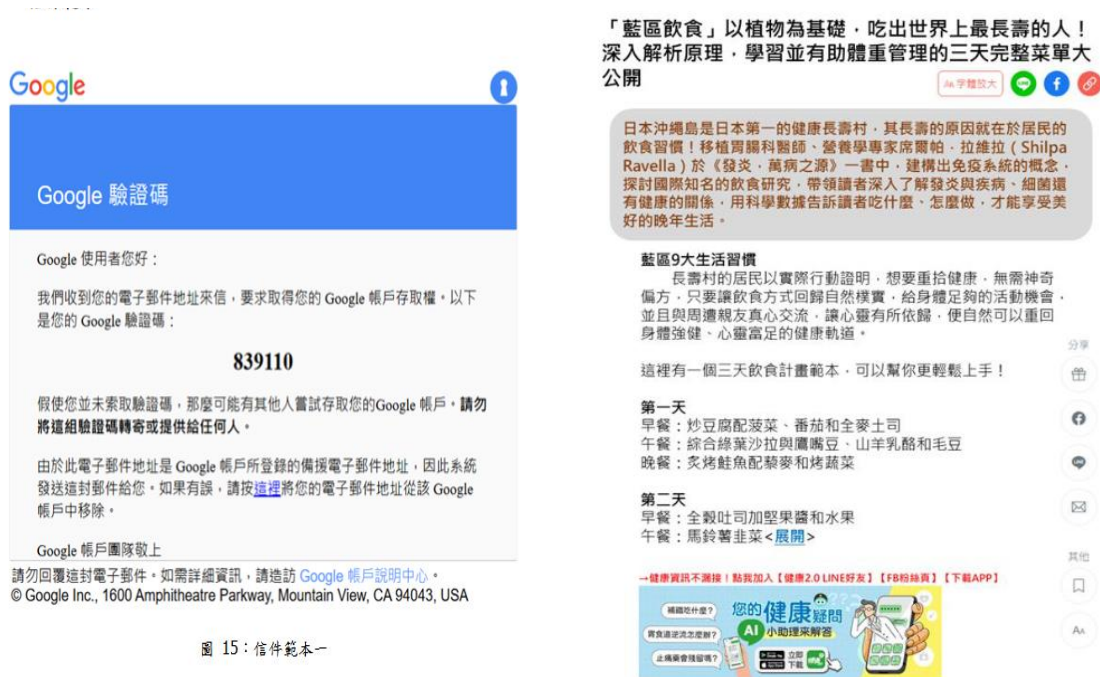 Google
Google 驗證碼
Google 使用者您好：
我們收到您的電子郵件地址來信，要求取得您的 Google 帳戶存取權。以下
是您的 Google 驗證碼：
839110
假使您並未索取驗證碼，那麼可能有其他人嘗試存取您的Google 帳戶。請勿
將這組驗證碼轉寄或提供給任何人。
由於此電子郵件地址是 Google 帳戶所登錄的備援電子郵件地址，因此系統
發送這封郵件給您。如果有誤，請按這裡將您的電子郵件地址從該 Google
帳戶中移除。
Google 帳戶團隊敬上
請勿回覆這封電子郵件。如需詳細資訊，請造訪 Google 帳戶說明中心。
© Google Inc., 1600 Amphitheatre Parkway, Mountain View, CA 94043, USA
圖 15：信件範本一
「藍區飲食」以植物為基礎，吃出世界上最長壽的人！
深入解析原理，學習並有助體重管理的三天完整菜單大
公開
AA 字體放大
日本沖繩島是日本第一的健康長壽村，其長壽的原因就在於居民的
飲食習慣！移植胃腸科醫師、營養學專家席爾帕．拉維拉（Shilpa
Ravella）於《發炎，萬病之源》一書中，建構出免疫系統的概念，
探討國際知名的飲食研究，帶領讀者深入了解發炎與疾病、細菌還
有健康的關係，用科學數據告訴讀者吃什麼、怎麼做，才能享受美
好的晚年生活。
藍區9大生活習慣
長壽村的居民以實際行動證明，想要重拾健康，無需神奇
偏方，只要讓飲食方式回歸自然樸實，給身體足夠的活動機會，
並且與周遭親友真心交流，讓心靈有所依歸，便自然可以重回
身體強健、心靈富足的健康軌道。
這裡有一個三天飲食計畫範本，可以幫你更輕鬆上手！
第一天
早餐：炒豆腐配菠菜、番茄和全麥土司
午餐：綜合綠葉沙拉與鷹嘴豆、山羊乳酪和毛豆
晚餐：炙烤鮭魚配藜麥和烤蔬菜
第二天
早餐：全穀吐司加堅果醬和水果
午餐：馬鈴薯韭菜<展開>
→健康資訊不漏接！點我加入【健康2.0 LINE好友】【FB粉絲頁】【下載APP】
補鐵吃什麼?
胃食道逆流怎麼辦?
止痛藥會殘留嗎?
您的健康疑問
AI 小助理來解答
立即
下載
分享
其他
AA